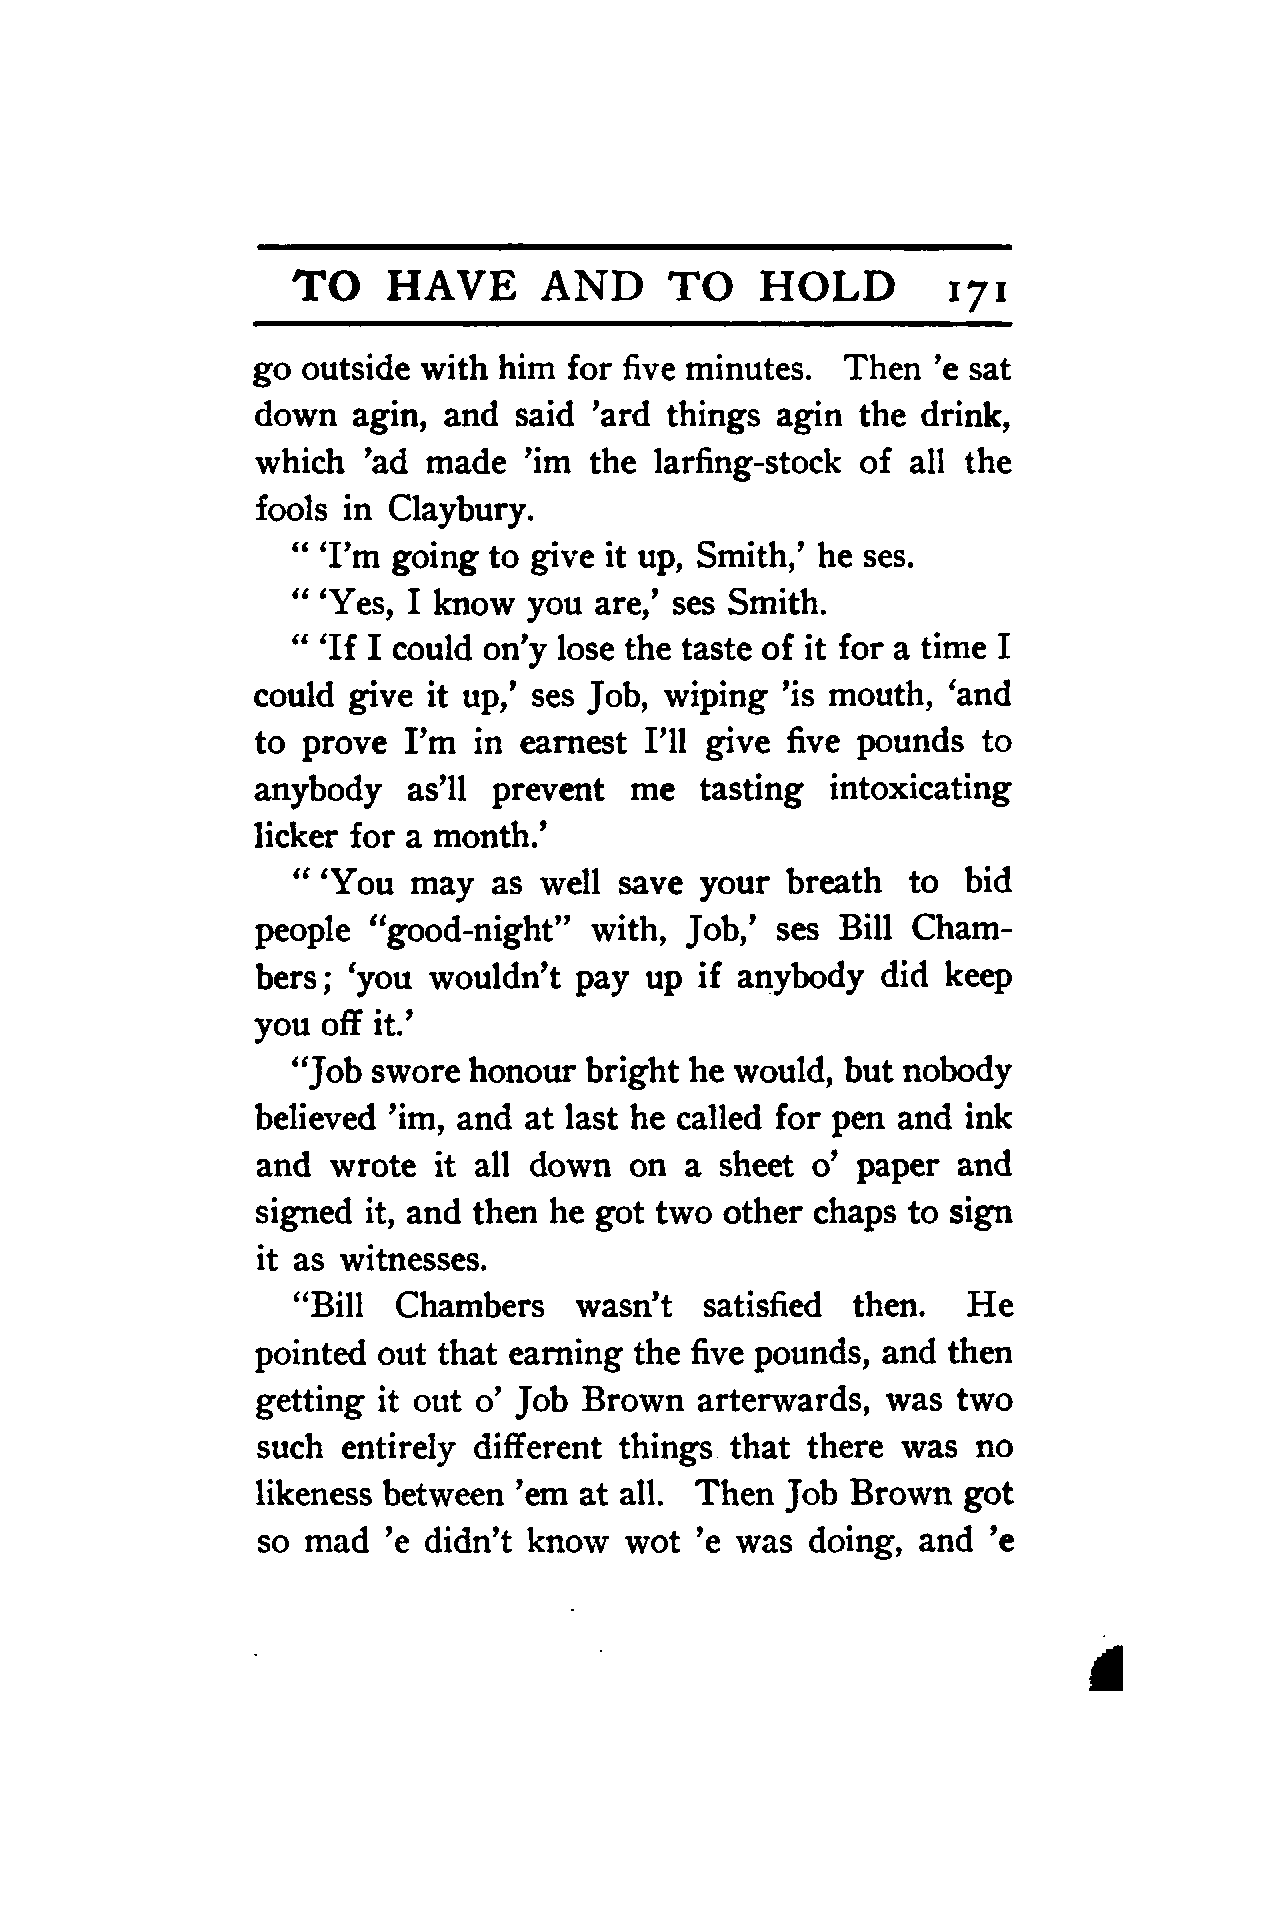 TO HAVE AND TO HOLD 171
go outside with him for five minutes. Then ’e sat
down agin, and said ’ard things agin the drink,
which ’ad made ’im the larfing-stock of all the
fools in Claybury.
“ ‘I’m going to give it up, Smith,’ he ses.
“ ‘Yes, I know you are,’ ses Smith.
“ ‘If I could on’y lose the taste of it for a time I
could give it up,’ ses Job, wiping ’is mouth, ‘and
to prove I’m in earnest I’ll give five pounds to
anybody as’ll prevent me tasting intoxicating
licker for a month.’
“ ‘You may as well save your breath to bid
people “good-night” with, Job,’ ses Bill Cham-
bers; ‘you wouldn’t pay up if anybody did keep
you off it.’
“Job swore honour bright he would, but nobody
believed ’im, and at last he called for pen and ink
and wrote it all down on a sheet o’ paper and
signed it, and then he got two other chaps to sign
it as witnesses.
“Bill Chambers wasn’t satisfied then. He
pointed out that earning the five pounds, and then
getting it out o’ Job Brown arterwards, was two
such entirely different things that there was no
likeness between ’em at all. Then Job Brown got
so mad ’e didn’t know wot ’e was doing, and ’e